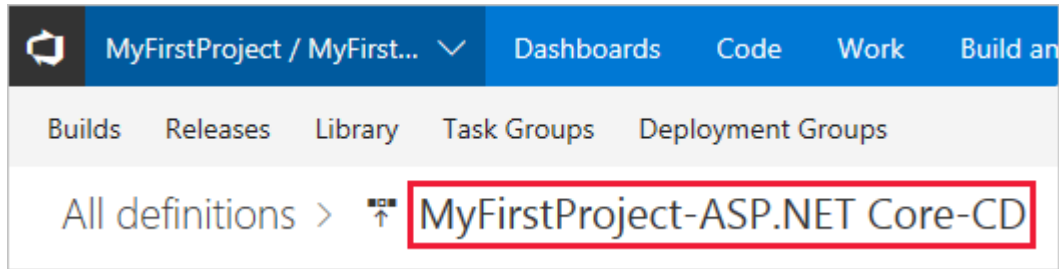 MyFirstProject / MyFirst... Dashboards Code Work Build an
Builds Releases Library Task Groups Deployment Groups
All definitions > MyFirstProject-ASP.NET Core-CD